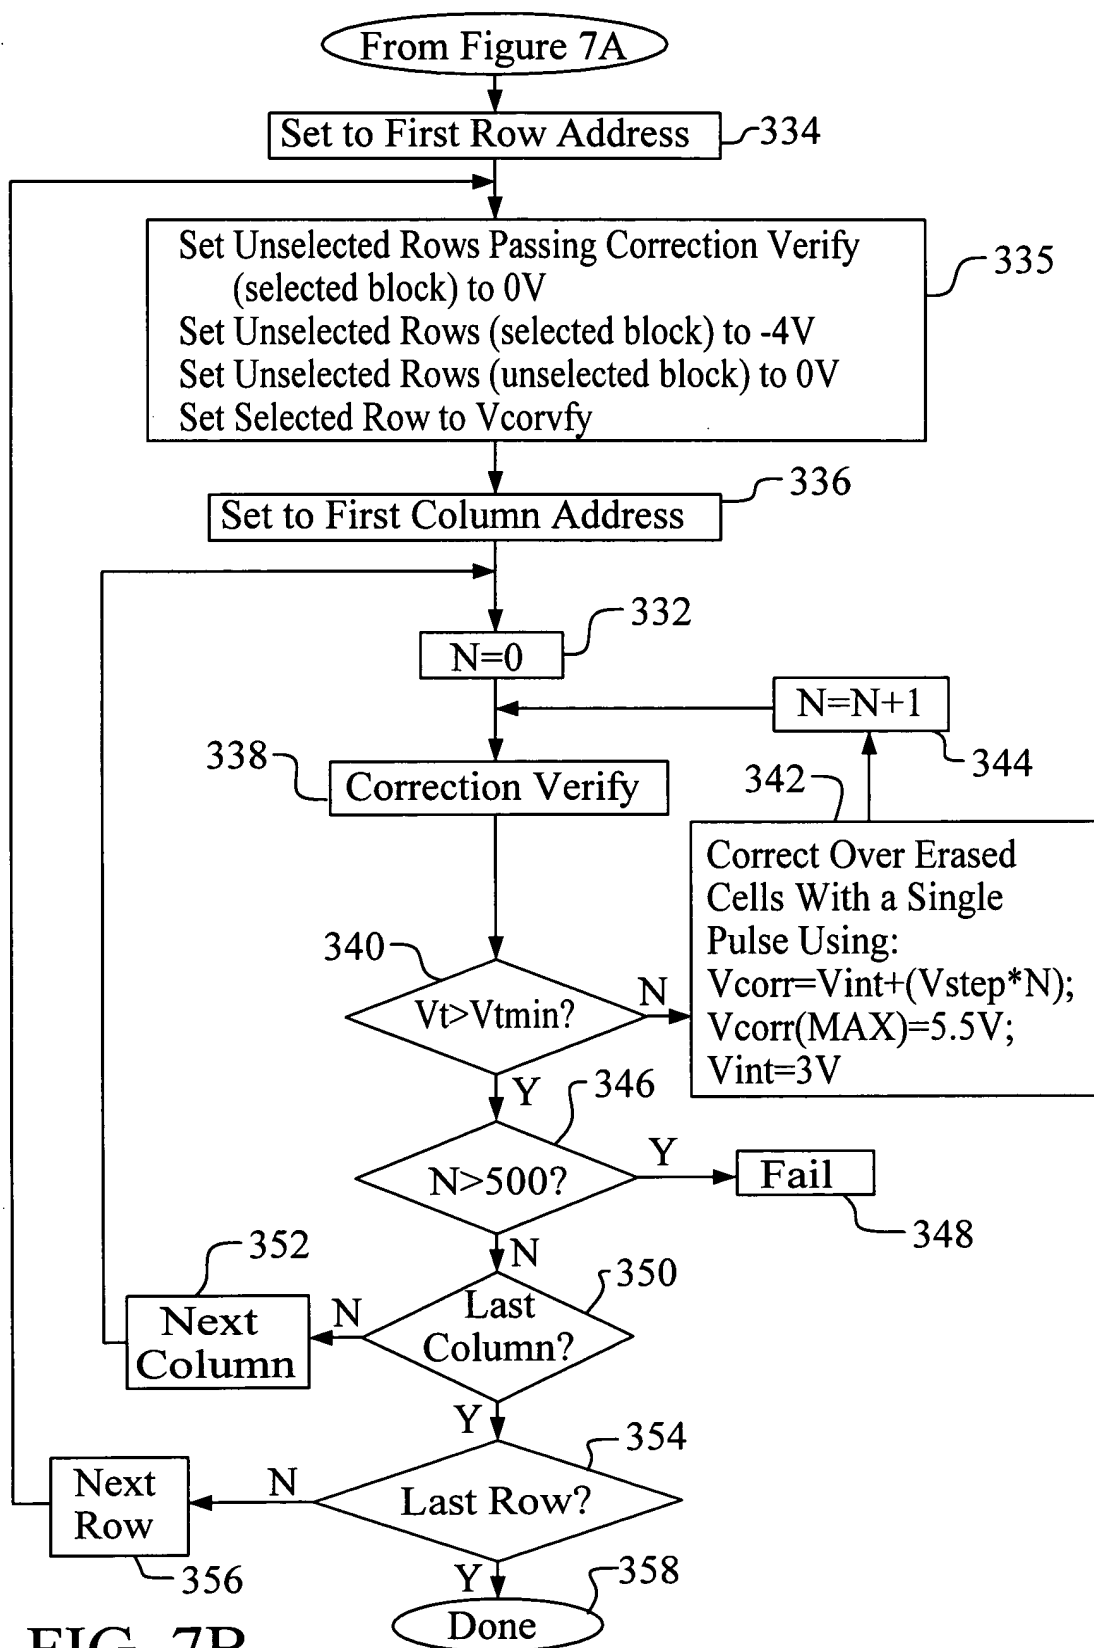 From Figure 7A
Set to First Row Address
334
Set Unselected Rows Passing Correction Verify
(selected block) to 0V
Set Unselected Rows (selected block) to -4V
Set Unselected Rows (unselected block) to 0V
Set Selected Row to Vcorvfy
335
336
Set to First Column Address
332
N=0
N=N+1
344
338
Correction Verify
342
Correct Over Erased
Cells With a Single
Pulse Using:
Vcorr=Vint+(Vstep*N);
Vcorr(MAX)=5.5V;
Vint=3V
340
Vt>Vtmin?
N
Y
346
N>500?
Y
Fail
348
N
352
350
Last
Column?
N
Next
Column
Y
354
Last Row?
N
Next
Row
356
Y
358
Done
FIG. 7B